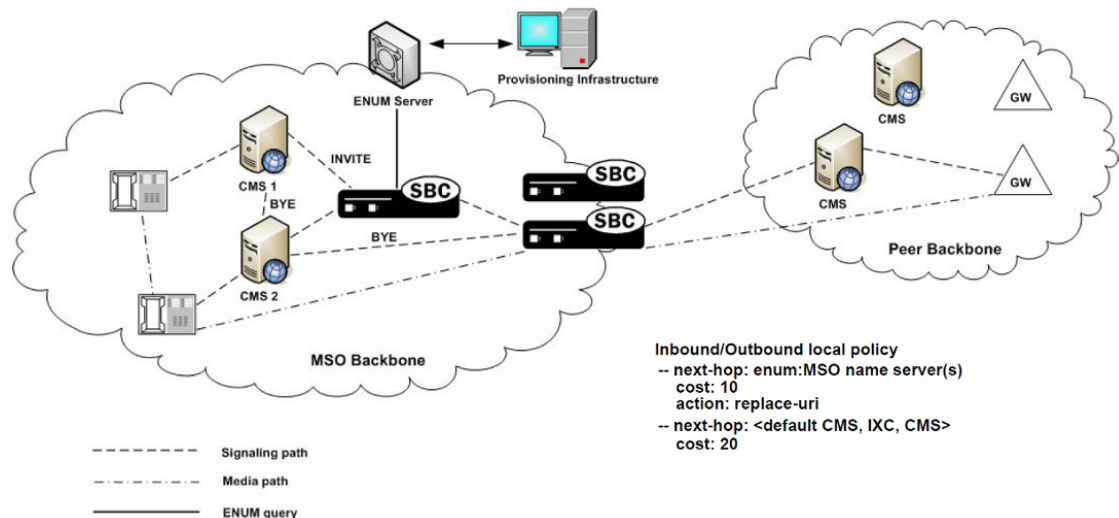 Provisioning Infrastructure
ENUM Server
CMS 1
INVITE
SBC
BYE
CMS 2
BYE
SBC
SBC
MSO Backbone
CMS
GW
CMS
GW
Peer Backbone
Inbound/Outbound local policy
-- next-hop: enum:MSO name server(s)
cost: 10
action: replace-uri
-- next-hop: <default CMS, IXC, CMS>
cost: 20
Signaling path
Media path
ENUM query